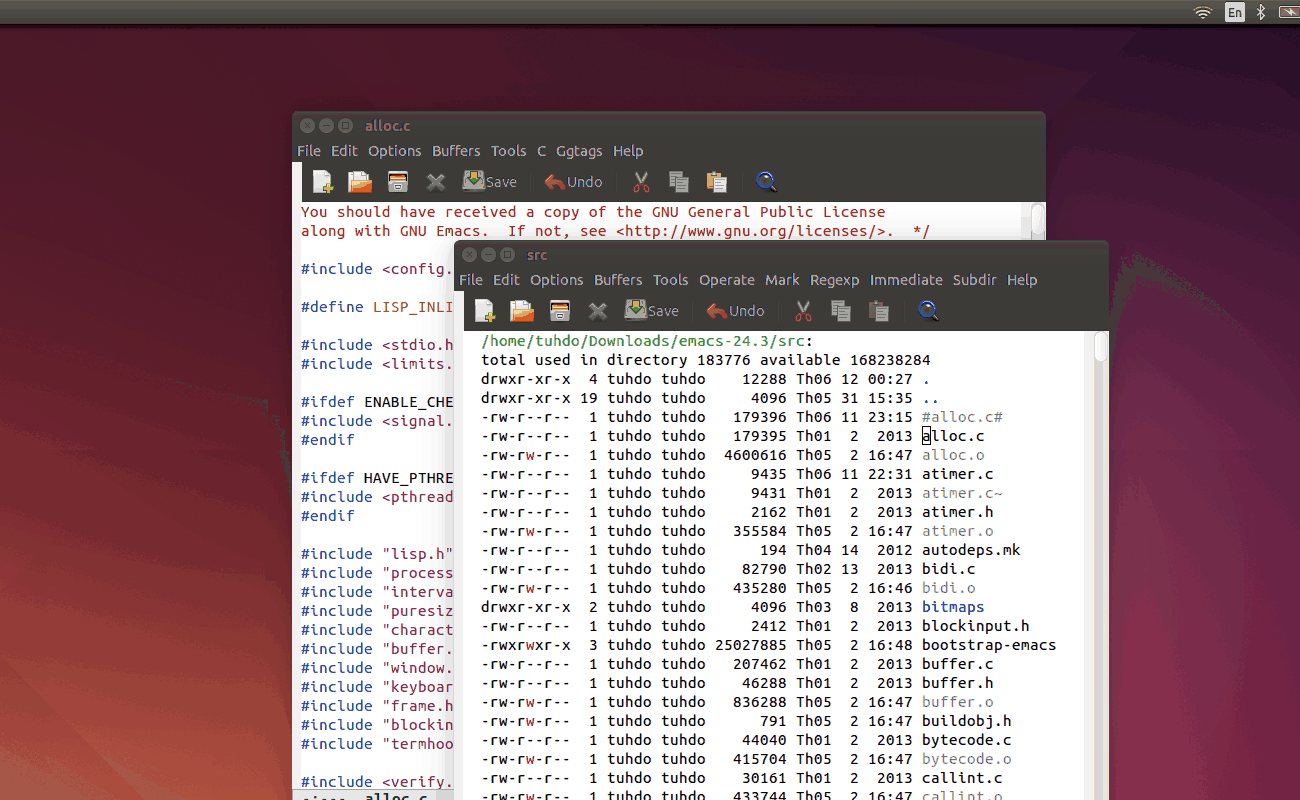 En
alloc.c
File Edit Options Buffers Tools C Ggtags Help
Save Undo
You should have received a copy of the GNU General Public License
along with GNU Emacs.  If not, see <http://www.gnu.org/licenses/>.  */
#include <config.
#define LISP_INLI
#include <stdio.h
#include <limits.
#ifdef ENABLE_CHE
#include <signal.
#endif
#ifdef HAVE_PTHRE
#include <pthread
#endif
#include "lisp.h"
#include "process
#include "interva
#include "puresiz
#include "charact
#include "buffer.
#include "window.
#include "keyboar
#include "frame.h
#include "blockin
#include "termhoo
#include <verify.
alloc.c
src
File Edit Options Buffers Tools Operate Mark Regexp Immediate Subdir Help
Save Undo
/home/tuhdo/Downloads/emacs-24.3/src:
total used in directory 183776 available 168238284
drwxr-xr-x  4 tuhdo tuhdo    12288 Th06 12 00:27 .
drwxr-xr-x 19 tuhdo tuhdo     4096 Th05 31 15:35 ..
-rw-r--r--  1 tuhdo tuhdo   179396 Th06 11 23:15 #alloc.c#
-rw-r--r--  1 tuhdo tuhdo   179395 Th01  2  2013 alloc.c
-rw-rw-r--  1 tuhdo tuhdo  4600616 Th05  2 16:47 alloc.o
-rw-r--r--  1 tuhdo tuhdo     9435 Th06 11 22:31 atimer.c
-rw-r--r--  1 tuhdo tuhdo     9431 Th01  2  2013 atimer.c~
-rw-r--r--  1 tuhdo tuhdo     2162 Th01  2  2013 atimer.h
-rw-rw-r--  1 tuhdo tuhdo   355584 Th05  2 16:47 atimer.o
-rw-r--r--  1 tuhdo tuhdo      194 Th04 14  2012 autodeps.mk
-rw-r--r--  1 tuhdo tuhdo    82790 Th02 13  2013 bidi.c
-rw-rw-r--  1 tuhdo tuhdo   435280 Th05  2 16:46 bidi.o
drwxr-xr-x  2 tuhdo tuhdo     4096 Th03  8  2013 bitmaps
-rw-r--r--  1 tuhdo tuhdo     2412 Th01  2  2013 blockinput.h
-rwxrwxr-x  3 tuhdo tuhdo 25027885 Th05  2 16:48 bootstrap-emacs
-rw-r--r--  1 tuhdo tuhdo   207462 Th01  2  2013 buffer.c
-rw-r--r--  1 tuhdo tuhdo    46288 Th01  2  2013 buffer.h
-rw-rw-r--  1 tuhdo tuhdo   836288 Th05  2 16:47 buffer.o
-rw-rw-r--  1 tuhdo tuhdo      791 Th05  2 16:47 buildobj.h
-rw-r--r--  1 tuhdo tuhdo    44040 Th01  2  2013 bytecode.c
-rw-rw-r--  1 tuhdo tuhdo   415704 Th05  2 16:47 bytecode.o
-rw-r--r--  1 tuhdo tuhdo    30161 Th01  2  2013 callint.c
-rw-rw-r--  1 tuhdo tuhdo   433744 Th05  2 16:47 callint.o